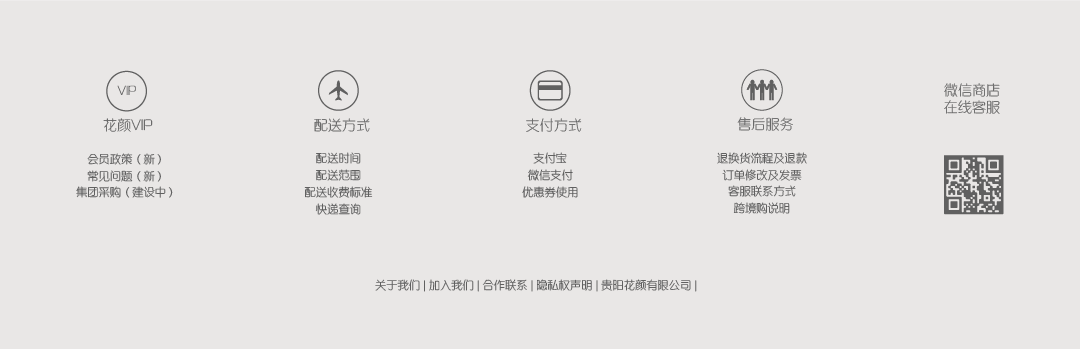 VIP
花颜VIP
会员政策（新）
常见问题（新）
集团采购（建设中）
配送方式
配送时间
配送范围
配送收费标准
快递查询
支付方式
支付宝
微信支付
优惠券使用
售后服务
退换货流程及退款
订单修改及发票
客服联系方式
跨境购说明
微信商店
在线客服
关于我们 | 加入我们 | 合作联系 | 隐私权声明 | 贵阳花颜有限公司 |